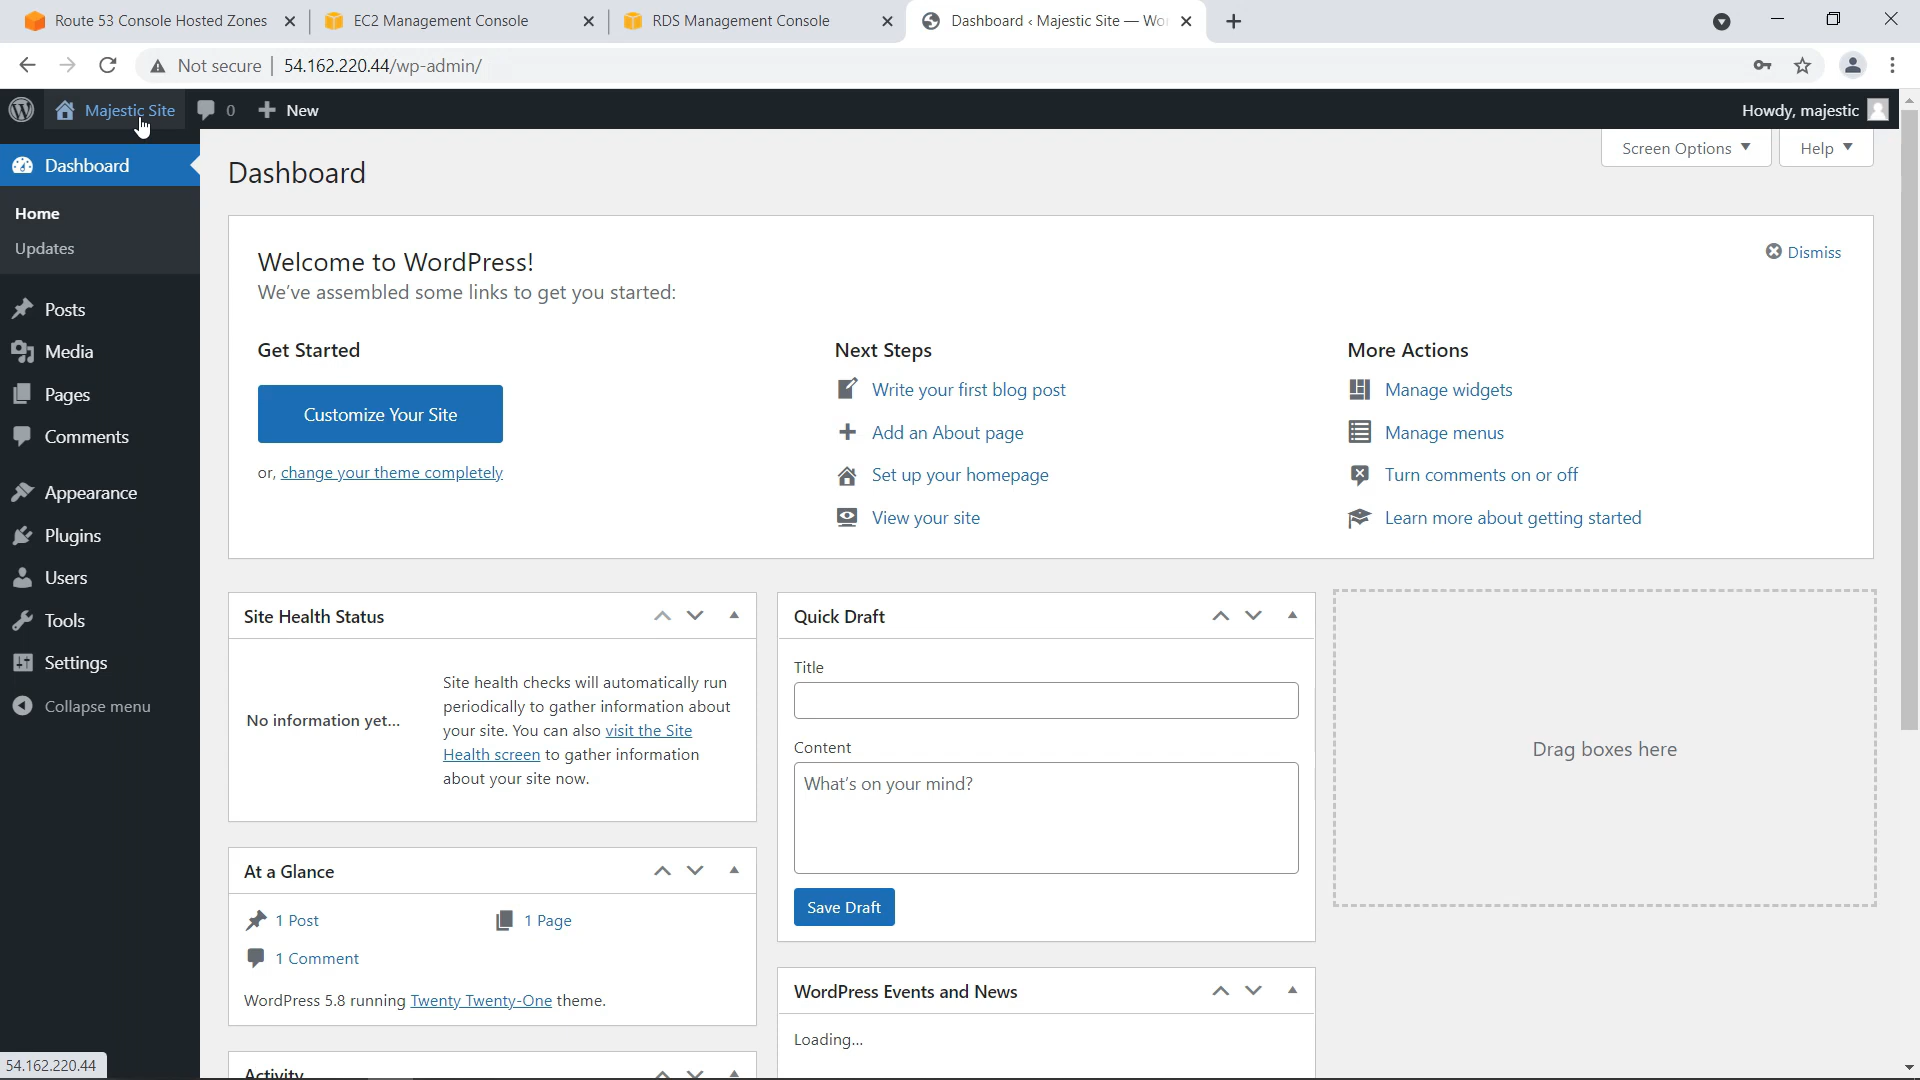 Route 53 Console Hosted Zones
EC2 Management Console
RDS Management Console
Dashboard ‹ Majestic Site — Wor
Not secure
54.162.220.44/wp-admin/
Majestic Site
0
New
Howdy, majestic
Screen Options
Help
Dashboard
Home
Updates
Posts
Media
Pages
Comments
Appearance
Plugins
Users
Tools
Settings
Collapse menu
Dashboard
Welcome to WordPress!
We've assembled some links to get you started:
Dismiss
Get Started
Customize Your Site
or, change your theme completely
Next Steps
Write your first blog post
Add an About page
Set up your homepage
View your site
More Actions
Manage widgets
Manage menus
Turn comments on or off
Learn more about getting started
Site Health Status
No information yet...
Site health checks will automatically run
periodically to gather information about
your site. You can also visit the Site
Health screen to gather information
about your site now.
At a Glance
1 Post
1 Page
1 Comment
WordPress 5.8 running Twenty Twenty-One theme.
Activity
Quick Draft
Title
Content
What's on your mind?
Save Draft
WordPress Events and News
Loading...
Drag boxes here
54.162.220.44